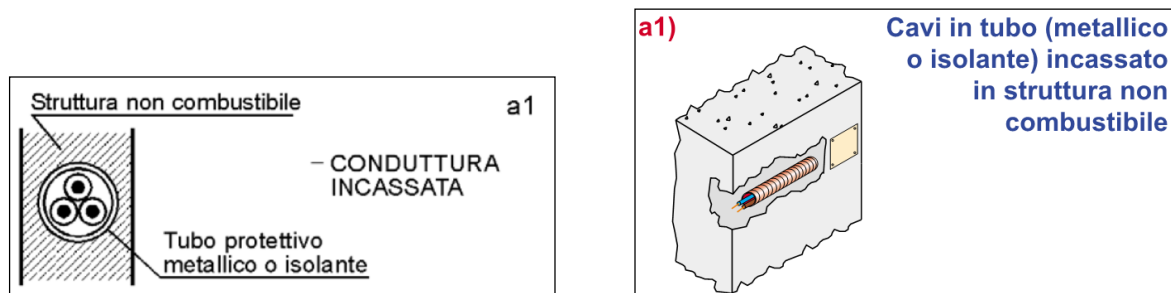 Struttura non combustibile
a1
– CONDUTTURA
INCASSATA
Tubo protettivo
metallico o isolante
a1)
Cavi in tubo (metallico
o isolante) incassato
in struttura non
combustibile